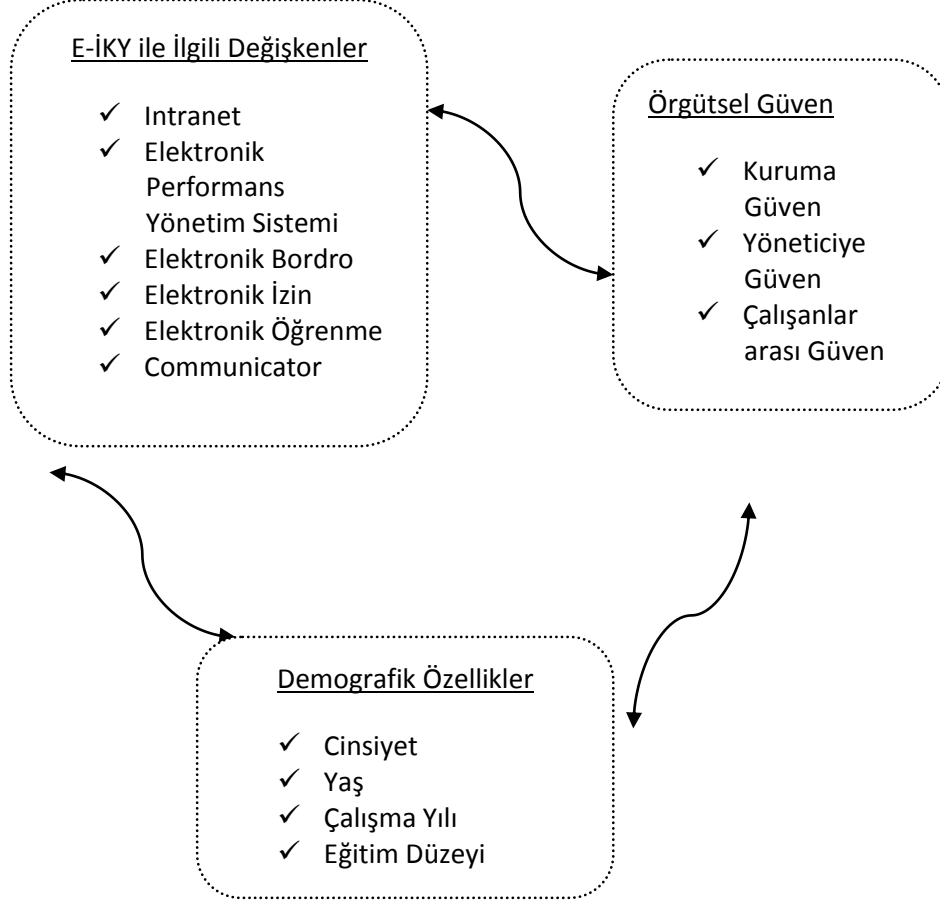 E-İKY ile İlgili Değişkenler
✓ Intranet
✓ Elektronik
Performans
Yönetim Sistemi
✓ Elektronik Bordro
✓ Elektronik İzin
✓ Elektronik Öğrenme
✓ Communicator
Örgütsel Güven
✓ Kuruma
Güven
✓ Yöneticiye
Güven
✓ Çalışanlar
arası Güven
Demografik Özellikler
✓ Cinsiyet
✓ Yaş
✓ Çalışma Yılı
✓ Eğitim Düzeyi